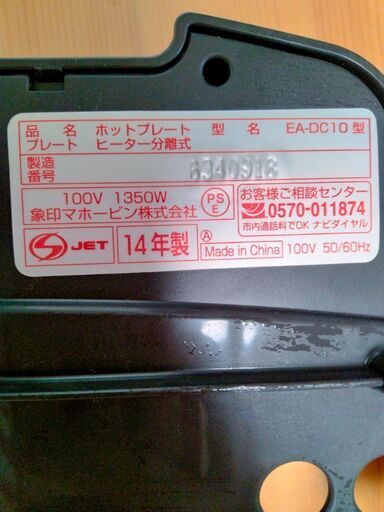 品 名 ホットプレート 型 名 EA-DC10 型
プレート ヒーター分離式
製造
番号 6340918
100V 1350W
象印マホービン株式会社
PS
E
お客様ご相談センター
0570-011874
市内通話料でOK ナビダイヤル
JET
14年製
A
Made in China 100V 50/60Hz